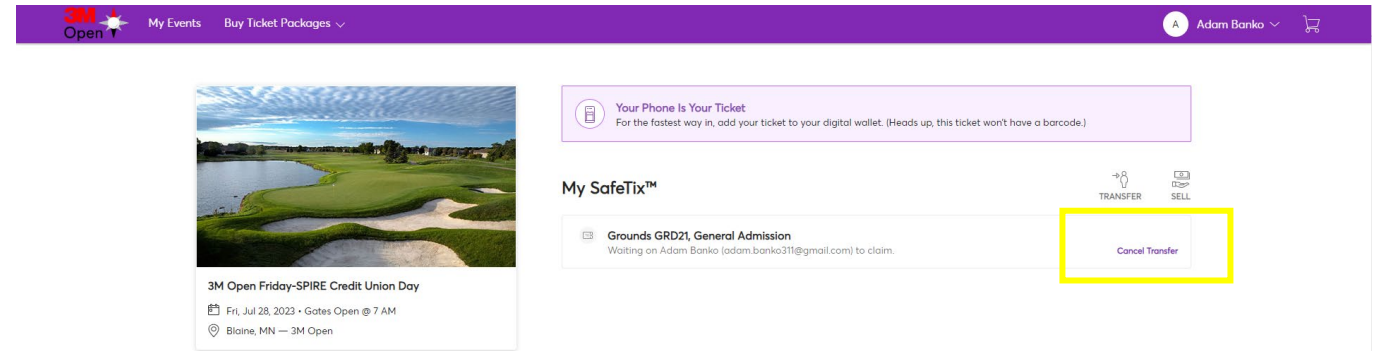 3M
Open
My Events
Buy Ticket Packages
A
Adam Banko
Your Phone Is Your Ticket
For the fastest way in, add your ticket to your digital wallet. (Heads up, this ticket won't have a barcode.)
My SafeTix™
TRANSFER
SELL
Grounds GRD21, General Admission
Waiting on Adam Banko (adam.banko311@gmail.com) to claim.
Cancel Transfer
3M Open Friday-SPIRE Credit Union Day
Fri, Jul 28, 2023 • Gates Open @ 7 AM
Blaine, MN — 3M Open